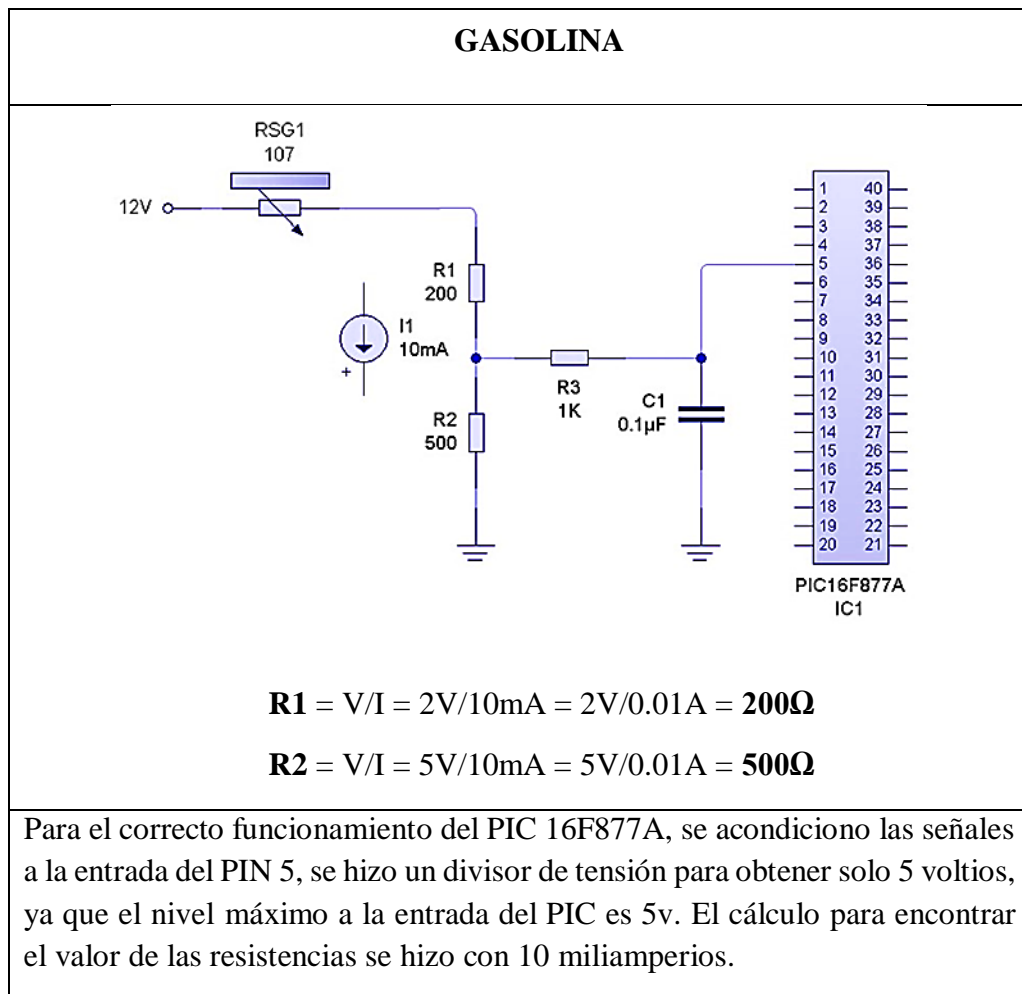 GASOLINA
RSG1
107
12V
R1
200
I1
10mA
+
R2
500
R3
1K
C1
0.1µF
1 40
2 39
3 38
4 37
5 36
6 35
7 34
8 33
9 32
10 31
11 30
12 29
13 28
14 27
15 26
16 25
17 24
18 23
19 22
20 21
PIC16F877A
IC1
R1 = V/I = 2V/10mA = 2V/0.01A = 200Ω
R2 = V/I = 5V/10mA = 5V/0.01A = 500Ω
Para el correcto funcionamiento del PIC 16F877A, se acondiciono las señales
a la entrada del PIN 5, se hizo un divisor de tensión para obtener solo 5 voltios,
ya que el nivel máximo a la entrada del PIC es 5v. El cálculo para encontrar
el valor de las resistencias se hizo con 10 miliamperios.